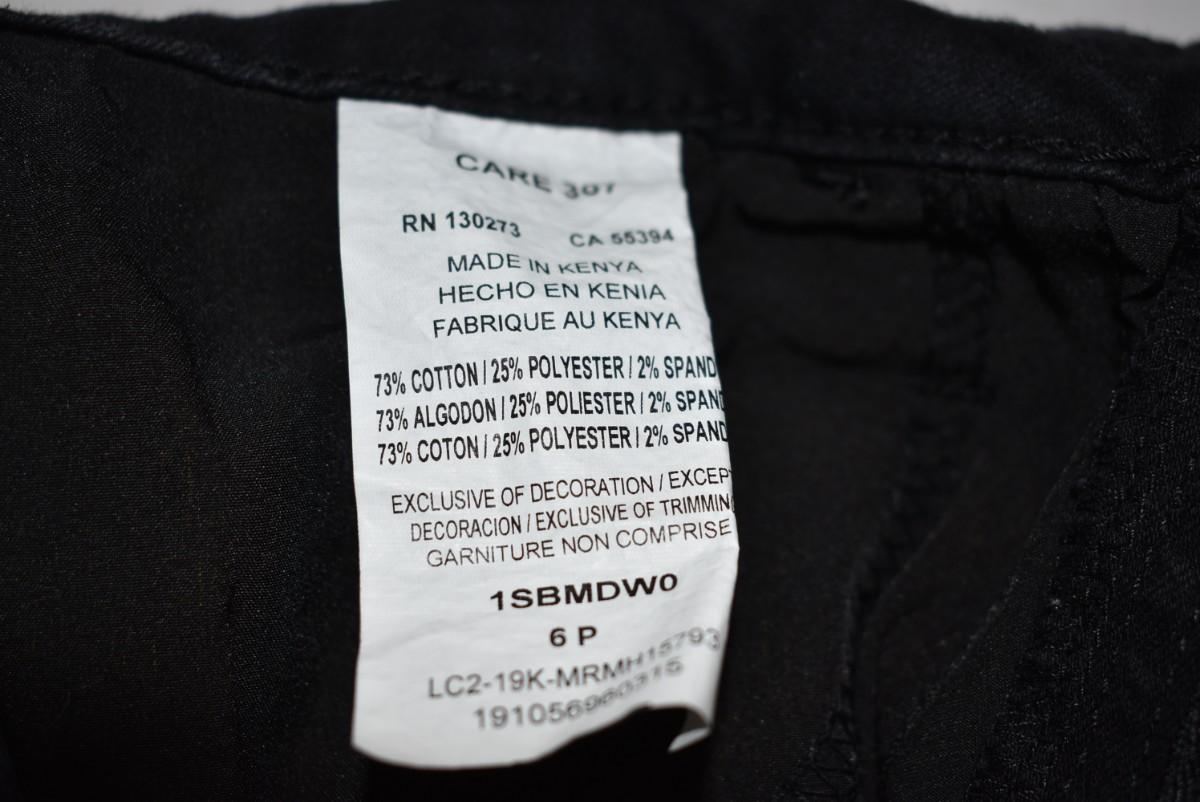 CARE 307
RN 130273 CA 55394
MADE IN KENYA
HECHO EN KENIA
FABRIQUE AU KENYA
73% COTTON / 25% POLYESTER / 2% SPAND
73% ALGODON / 25% POLIESTER / 2% SPAND
73% COTON / 25% POLYESTER / 2% SPAND
EXCLUSIVE OF DECORATION / EXCEPT
DECORACION / EXCLUSIVE OF TRIMMING
GARNITURE NON COMPRISE
1SBMDW0
6 P
LC2-19K-MRMH15793
191056960315